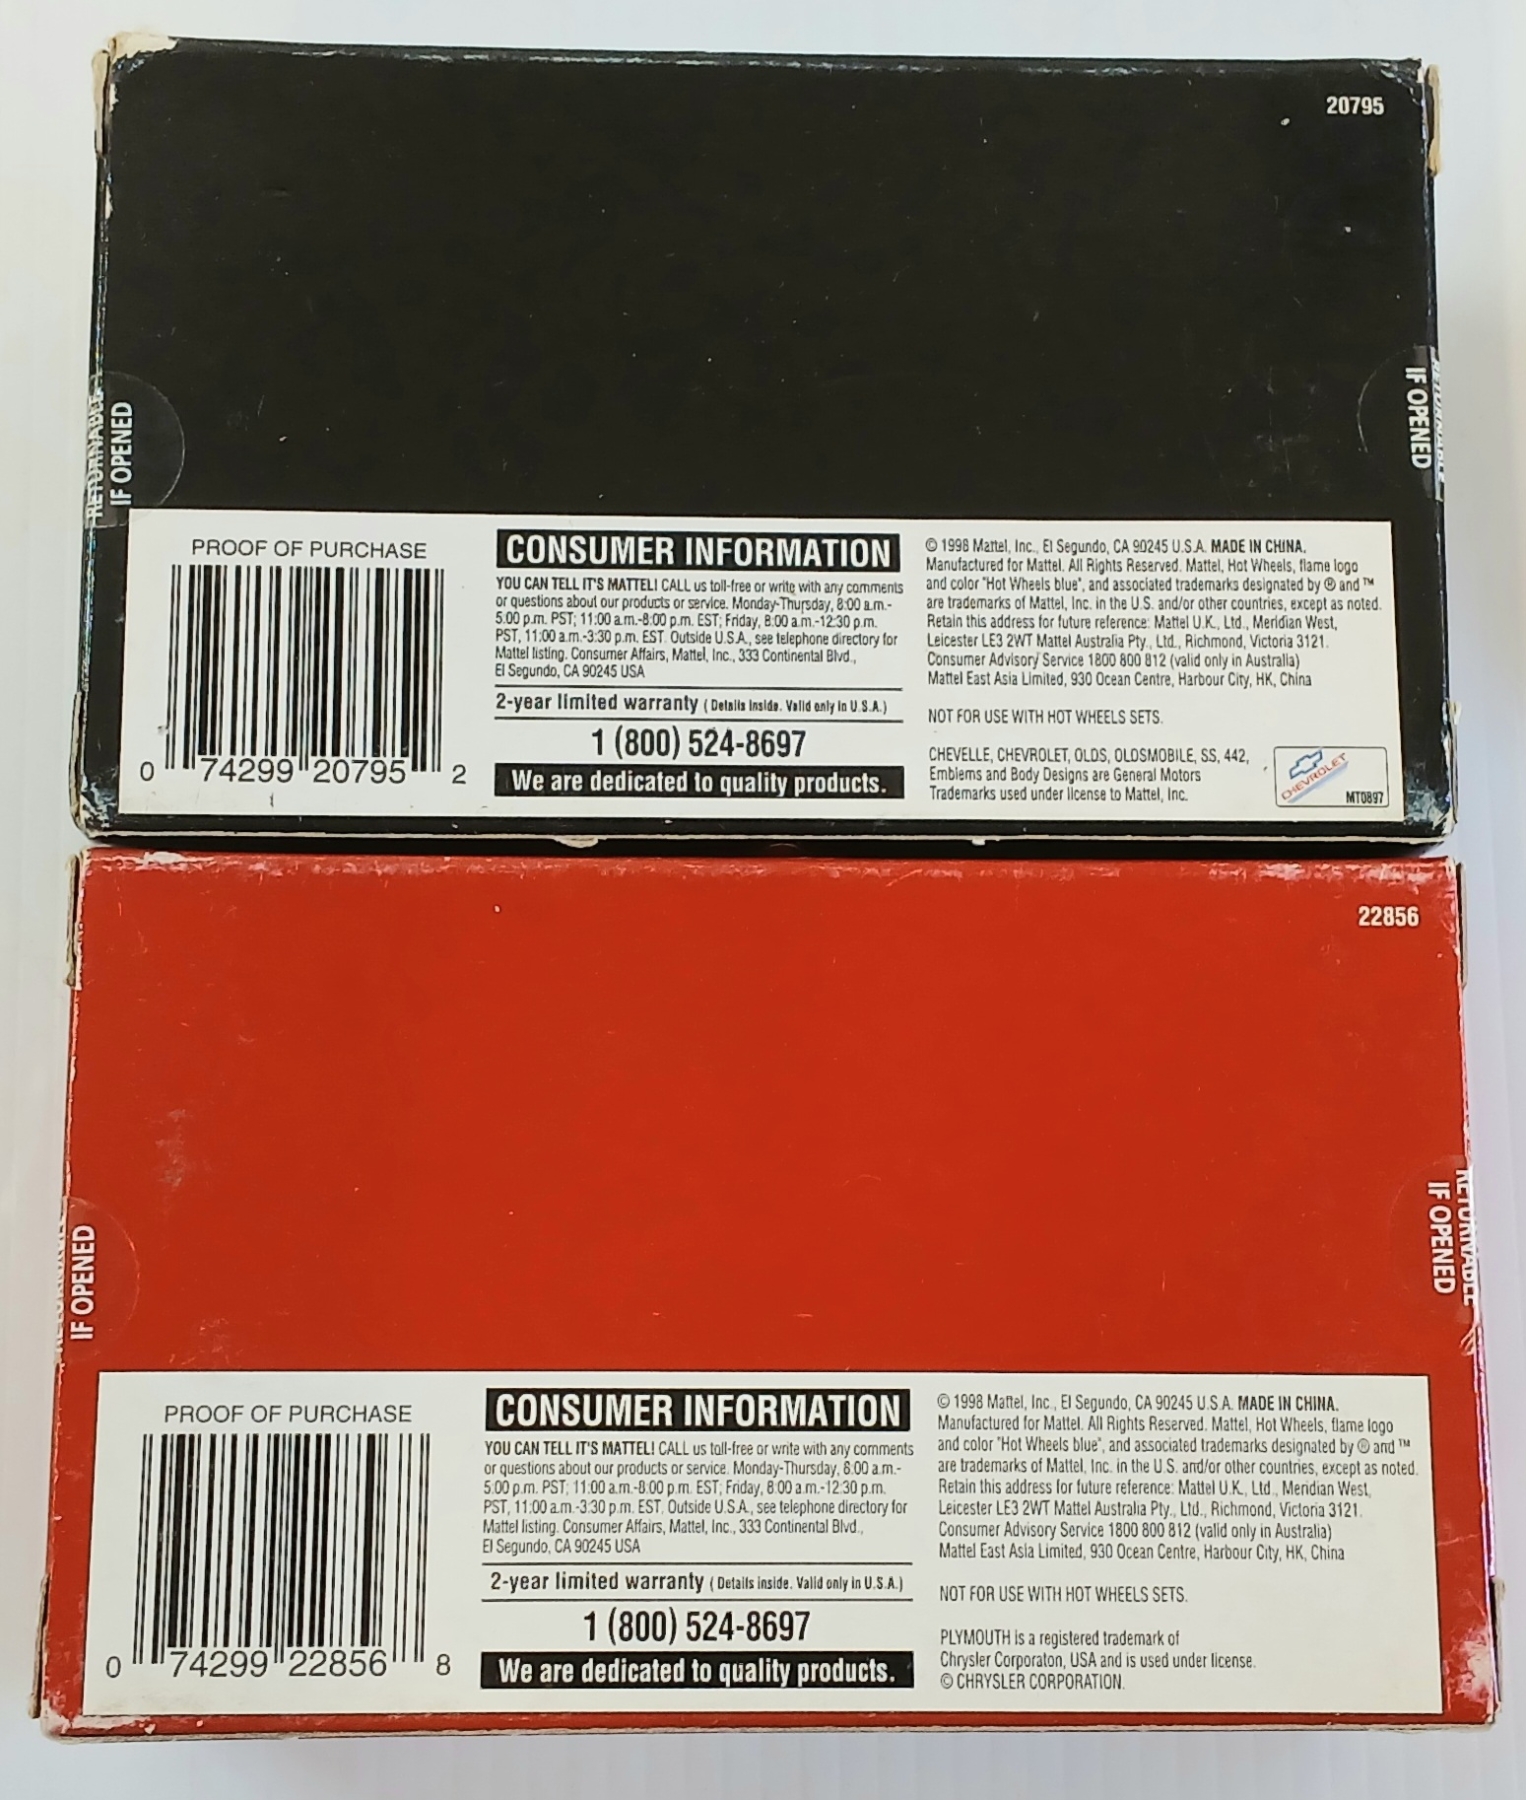 20795
RETURNABLE
IF OPENED
IF OPENED
RETURNABLE
PROOF OF PURCHASE
0 74299 20795 2
CONSUMER INFORMATION
YOU CAN TELL IT'S MATTEL! CALL us toll-free or write with any comments
or questions about our products or service. Monday-Thursday, 8:00 a.m.-
5:00 p.m. PST; 11:00 a.m.-8:00 p.m. EST; Friday, 8:00 a.m.-12:30 p.m.
PST, 11:00 a.m.-3:30 p.m. EST. Outside U.S.A., see telephone directory for
Mattel listing. Consumer Affairs, Mattel, Inc., 333 Continental Blvd.,
El Segundo, CA 90245 USA
2-year limited warranty ( Details inside. Valid only in U.S.A.)
1 (800) 524-8697
We are dedicated to quality products.
© 1998 Mattel, Inc., El Segundo, CA 90245 U.S.A. MADE IN CHINA.
Manufactured for Mattel. All Rights Reserved. Mattel, Hot Wheels, flame logo
and color "Hot Wheels blue", and associated trademarks designated by ® and ™
are trademarks of Mattel, Inc. in the U.S. and/or other countries, except as noted.
Retain this address for future reference: Mattel U.K., Ltd., Meridian West,
Leicester LE3 2WT Mattel Australia Pty., Ltd., Richmond, Victoria 3121.
Consumer Advisory Service 1800 800 812 (valid only in Australia)
Mattel East Asia Limited, 930 Ocean Centre, Harbour City, HK, China
NOT FOR USE WITH HOT WHEELS SETS.
CHEVELLE, CHEVROLET, OLDS, OLDSMOBILE, SS, 442,
Emblems and Body Designs are General Motors
Trademarks used under license to Mattel, Inc.
CHEVROLET
MT0897
22856
IF OPENED
IF OPENED
RETURNABLE
PROOF OF PURCHASE
0 74299 22856 8
CONSUMER INFORMATION
YOU CAN TELL IT'S MATTEL! CALL us toll-free or write with any comments
or questions about our products or service. Monday-Thursday, 8:00 a.m.-
5:00 p.m. PST; 11:00 a.m.-8:00 p.m. EST; Friday, 8:00 a.m.-12:30 p.m.
PST, 11:00 a.m.-3:30 p.m. EST. Outside U.S.A., see telephone directory for
Mattel listing. Consumer Affairs, Mattel, Inc., 333 Continental Blvd.,
El Segundo, CA 90245 USA
2-year limited warranty ( Details inside. Valid only in U.S.A.)
1 (800) 524-8697
We are dedicated to quality products.
© 1998 Mattel, Inc., El Segundo, CA 90245 U.S.A. MADE IN CHINA.
Manufactured for Mattel. All Rights Reserved. Mattel, Hot Wheels, flame logo
and color "Hot Wheels blue", and associated trademarks designated by ® and ™
are trademarks of Mattel, Inc. in the U.S. and/or other countries, except as noted.
Retain this address for future reference: Mattel U.K., Ltd., Meridian West,
Leicester LE3 2WT Mattel Australia Pty., Ltd., Richmond, Victoria 3121.
Consumer Advisory Service 1800 800 812 (valid only in Australia)
Mattel East Asia Limited, 930 Ocean Centre, Harbour City, HK, China
NOT FOR USE WITH HOT WHEELS SETS.
PLYMOUTH is a registered trademark of
Chrysler Corporaton, USA and is used under license.
© CHRYSLER CORPORATION.